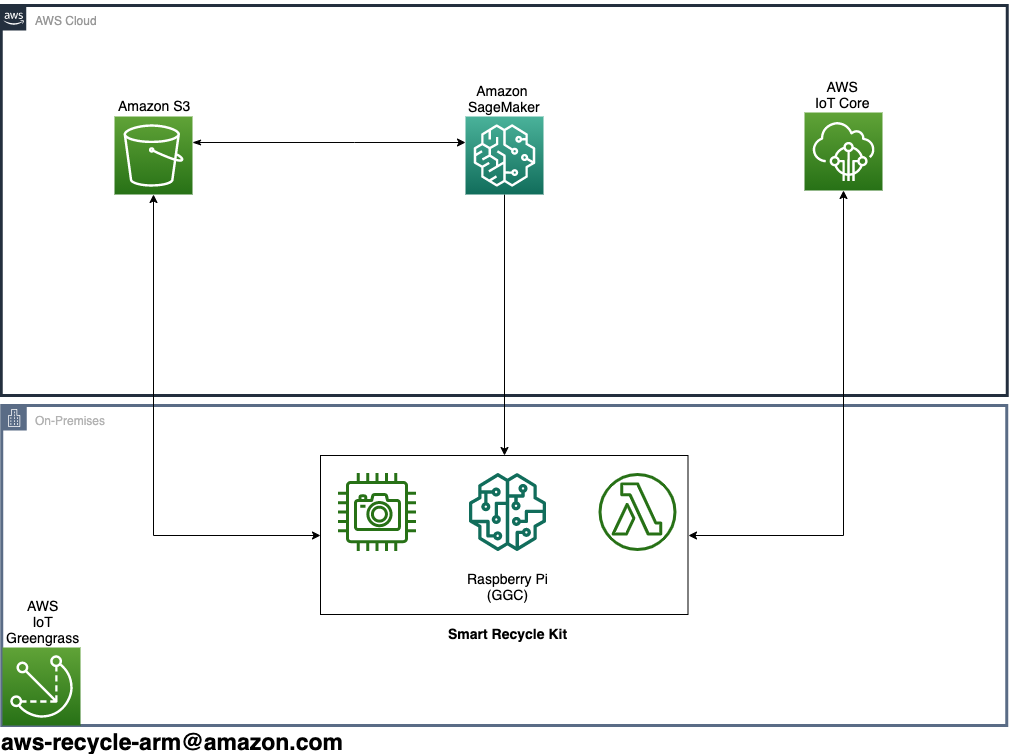 aws
AWS Cloud
Amazon S3
Amazon
SageMaker
AWS
IoT Core
On-Premises
Raspberry Pi
(GGC)
Smart Recycle Kit
AWS
IoT
Greengrass
aws-recycle-arm@amazon.com